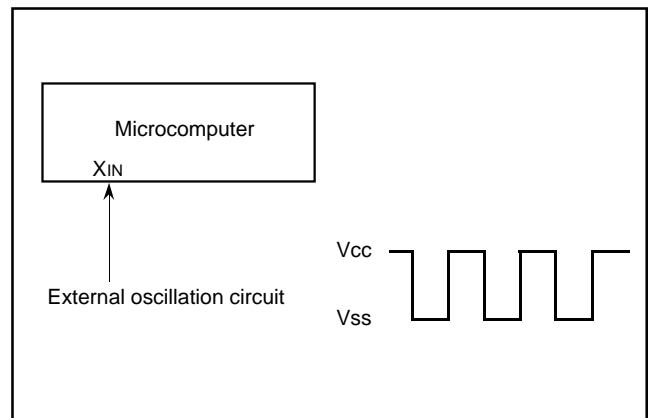 Microcomputer
XIN
External oscillation circuit
Vcc
Vss